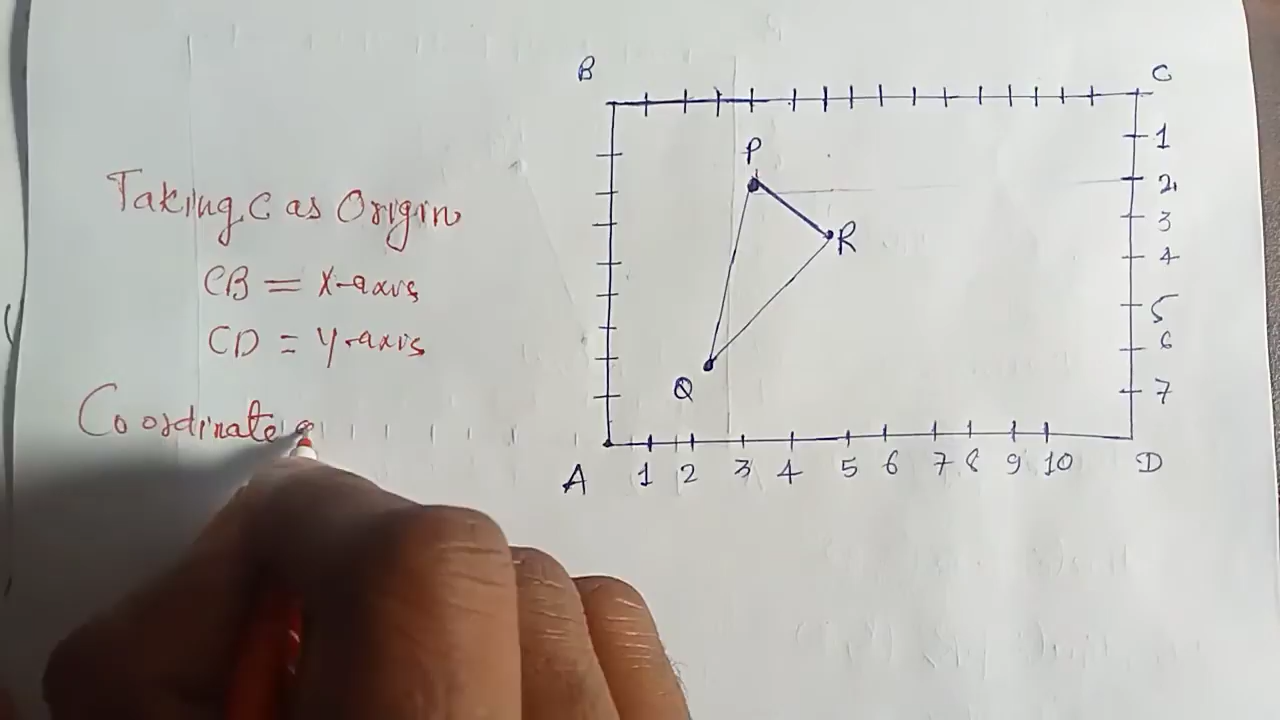 Taking C as Origin
CB = X-axis
CD = Y-axis
Coordinate
B
C
P
R
Q
1
2
3
4
5
6
7
A 1 2 3 4 5 6 7 8 9 10 D